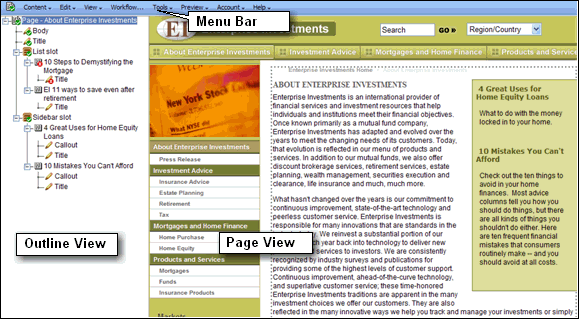 Content Edit View Workflow... Tools Preview Account Help
Menu Bar
Page - About Enterprise Investments
Body
Title
List slot
10 Steps to Demystifying the
Mortgage
Title
EI 11 ways to save even after
retirement
Title
Sidebar slot
4 Great Uses for Home Equity
Loans
Callout
Title
10 Mistakes You Can't Afford
Callout
Title
Outline View
EI Enterprise Investments
Search GO » Region/Country
About Enterprise Investments Investment Advice Mortgages and Home Finance Products and Services
Enterprise Investments Home About Enterprise Investments
New York Stock
What NYSE
About Enterprise Investments
Press Release
Investment Advice
Insurance Advice
Estate Planning
Retirement
Tax
Mortgages and Home Finance
Home Purchase
Home Equity
Products and Services
Mortgages
Funds
Insurance Products
Markets
Page View
ABOUT ENTERPRISE INVESTMENTS
Enterprise Investments is an international provider of
financial services and investment resources that help
individuals and institutions meet their financial objectives.
Once known primarily as a mutual fund company,
Enterprise Investments has adapted and evolved over the
years to meet the changing needs of its customers. Today,
that evolution is reflected in our menu of products and
services. In addition to our mutual funds, we also offer
discount brokerage services, retirement services, estate
planning, wealth management, securities execution and
clearance, life insurance and much, much more.
What hasn't changed over the years is our commitment to
continuous improvement, state-of-the-art technology and
peerless customer service. Enterprise Investments is
responsible for many innovations that are standards in the
industry. We reinvest a substantial portion of our
each year back into technology to deliver new
services to investors. We are consistently
recognized by industry surveys and publications for
providing some of the highest levels of customer support.
Continuous improvement, ahead-of-the-curve technology,
and superlative customer service; these time-honored
Enterprise Investments traditions are apparent in the many
investment choices we offer our customers. They are also
reflected in the many innovative ways we help you track and manage your investments or simply
4 Great Uses for
Home Equity
Loans
What to do with the money
locked in to your home.
10 Mistakes You Can't
Afford
Check out the ten things to
avoid in your home
finances. Most advice
columns tell you how you
should do things, but there
are all kinds of things you
shouldn't do either. Here
are ten frequent financial
mistakes that consumers
routinely make – and you
should avoid at all costs.